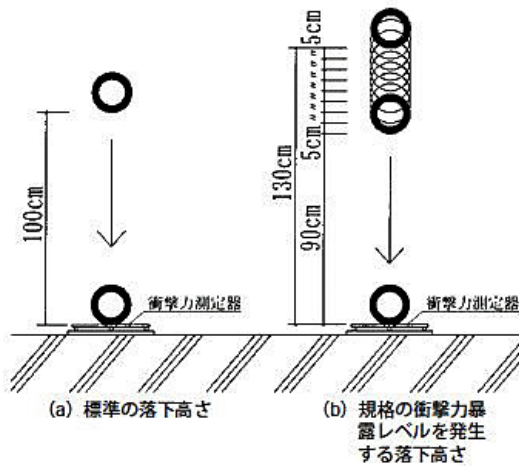 5cm
〃
〃
〃
〃
〃
〃
5cm
130cm
90cm
100cm
衝撃力測定器
衝撃力測定器
(a) 標準の落下高さ
(b) 規格の衝撃力暴
露レベルを発生
する落下高さ